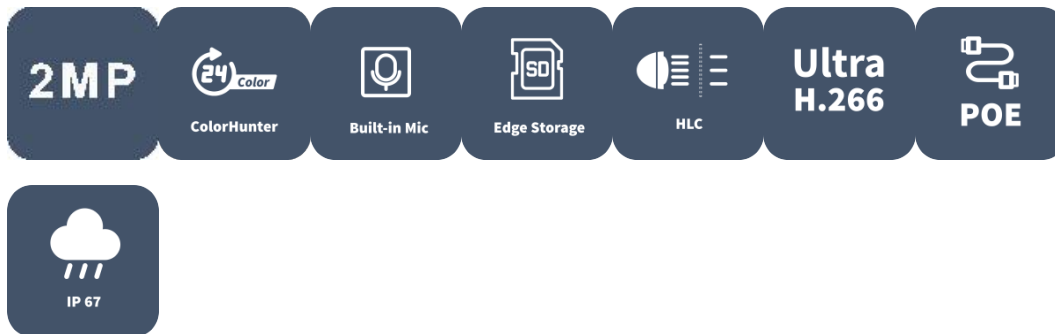 2MP
24 Color
ColorHunter
Built-in Mic
SD
Edge Storage
HLC
Ultra
H.266
POE
IP 67